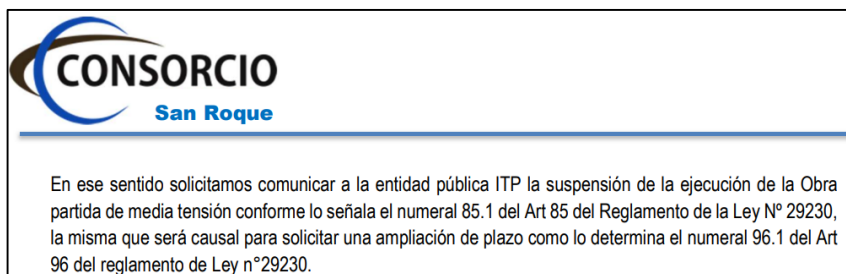 CONSORCIO
San Roque
En ese sentido solicitamos comunicar a la entidad pública ITP la suspensión de la ejecución de la Obra
partida de media tensión conforme lo señala el numeral 85.1 del Art 85 del Reglamento de la Ley Nº 29230,
la misma que será causal para solicitar una ampliación de plazo como lo determina el numeral 96.1 del Art
96 del reglamento de Ley n°29230.